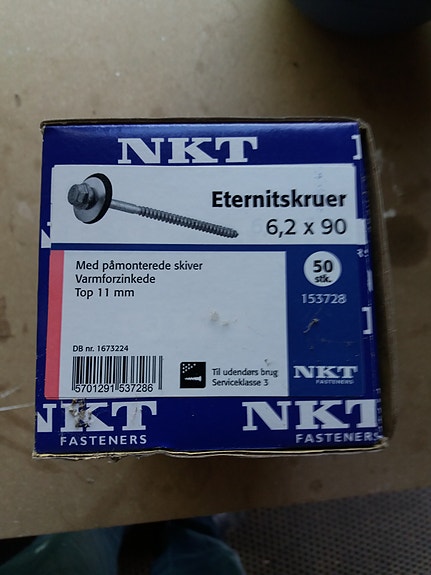 NKT
Eternitskruer
6,2 x 90
Med påmonterede skiver
Varmforzinkede
Top 11 mm
50
stk.
153728
DB nr. 1673224
5701291 537286
Til udendørs brug
Serviceklasse 3
NKT
FASTENERS
NKT
FASTENERS
NKT
FASTENERS